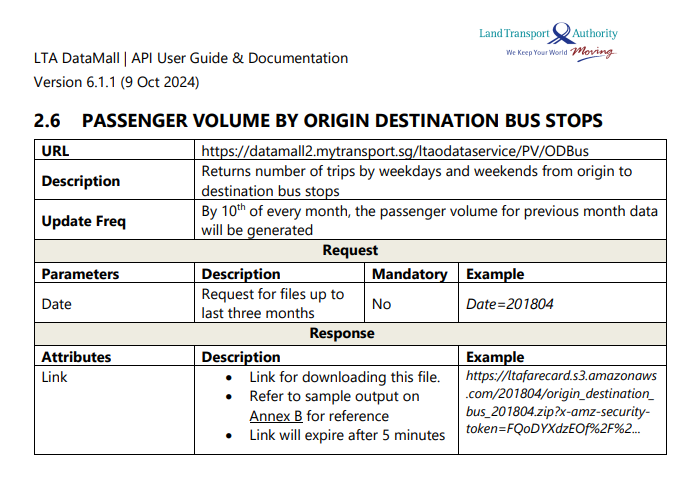 Land Transport Authority
We Keep Your World Moving
LTA DataMall | API User Guide & Documentation
Version 6.1.1 (9 Oct 2024)
2.6 PASSENGER VOLUME BY ORIGIN DESTINATION BUS STOPS
URL https://datamall2.mytransport.sg/ltaodataservice/PV/ODBus
Description Returns number of trips by weekdays and weekends from origin to
destination bus stops
Update Freq By 10th of every month, the passenger volume for previous month data
will be generated
Request
Parameters Description Mandatory Example
Date Request for files up to
last three months No Date=201804
Response
Attributes Description Example
Link • Link for downloading this file.
• Refer to sample output on
Annex B for reference
• Link will expire after 5 minutes
https://ltafarecard.s3.amazonaws
.com/201804/origin_destination_
bus_201804.zip?x-amz-security-
token=FQoDYXdzEOf%2F%2...